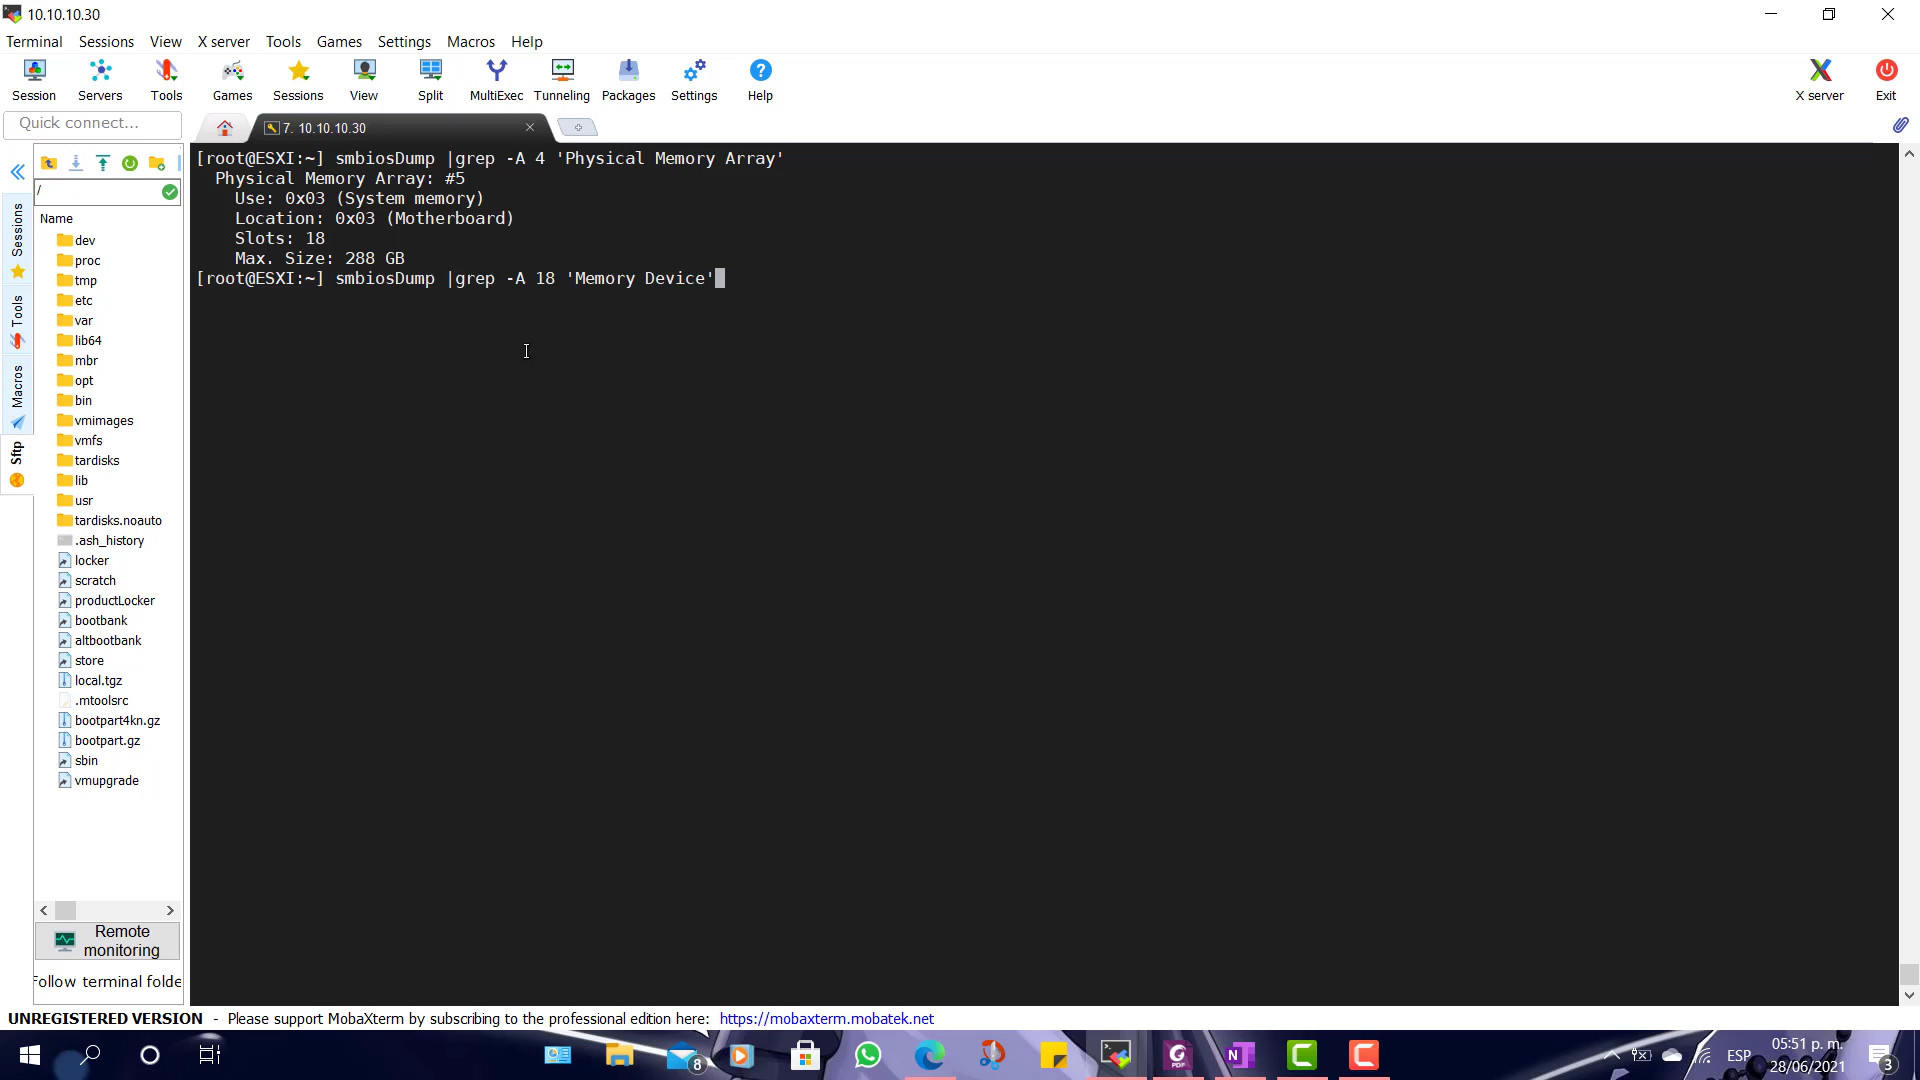 10.10.10.30
Terminal Sessions View X server Tools Games Settings Macros Help
Session Servers Tools Games Sessions View Split MultiExec Tunneling Packages Settings Help X server Exit
Quick connect...
7. 10.10.10.30
/
Name
dev
proc
tmp
etc
var
lib64
mbr
opt
bin
vmimages
vmfs
tardisks
lib
usr
tardisks.noauto
.ash_history
locker
scratch
productLocker
bootbank
altbootbank
store
local.tgz
.mtoolsrc
bootpart4kn.gz
bootpart.gz
sbin
vmupgrade
Sessions
Tools
Macros
Sftp
Remote
monitoring
Follow terminal folde
[root@ESXI:~] smbiosDump |grep -A 4 'Physical Memory Array'
Physical Memory Array: #5
Use: 0x03 (System memory)
Location: 0x03 (Motherboard)
Slots: 18
Max. Size: 288 GB
[root@ESXI:~] smbiosDump |grep -A 18 'Memory Device'
UNREGISTERED VERSION - Please support MobaXterm by subscribing to the professional edition here: https://mobaxterm.mobatek.net
8
PDF
N
ESP
05:51 p. m.
28/06/2021
3